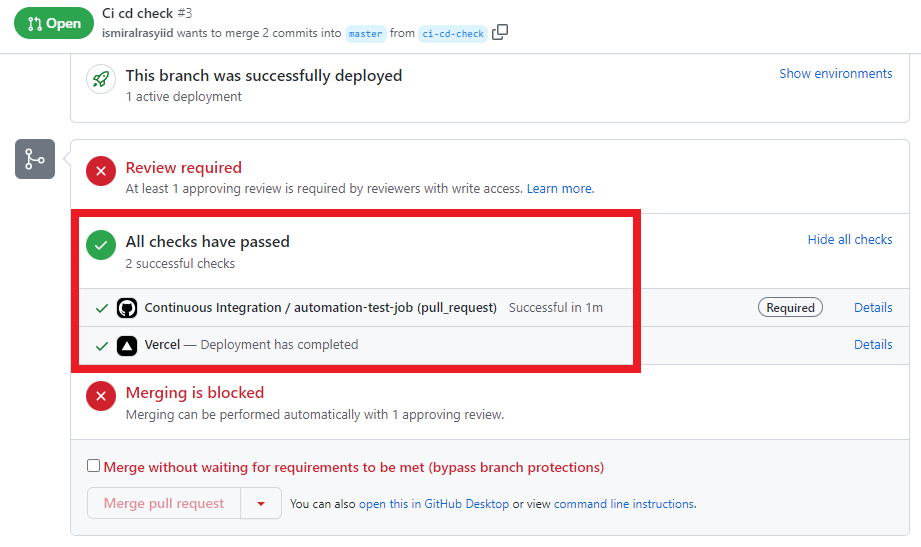 Open
Ci cd check #3
ismiralrasyiid wants to merge 2 commits into master from ci-cd-check
This branch was successfully deployed
Show environments
1 active deployment
Review required
At least 1 approving review is required by reviewers with write access. Learn more.
All checks have passed
Hide all checks
2 successful checks
Continuous Integration / automation-test-job (pull_request) Successful in 1m Required Details
Vercel — Deployment has completed Details
Merging is blocked
Merging can be performed automatically with 1 approving review.
Merge without waiting for requirements to be met (bypass branch protections)
Merge pull request You can also open this in GitHub Desktop or view command line instructions.